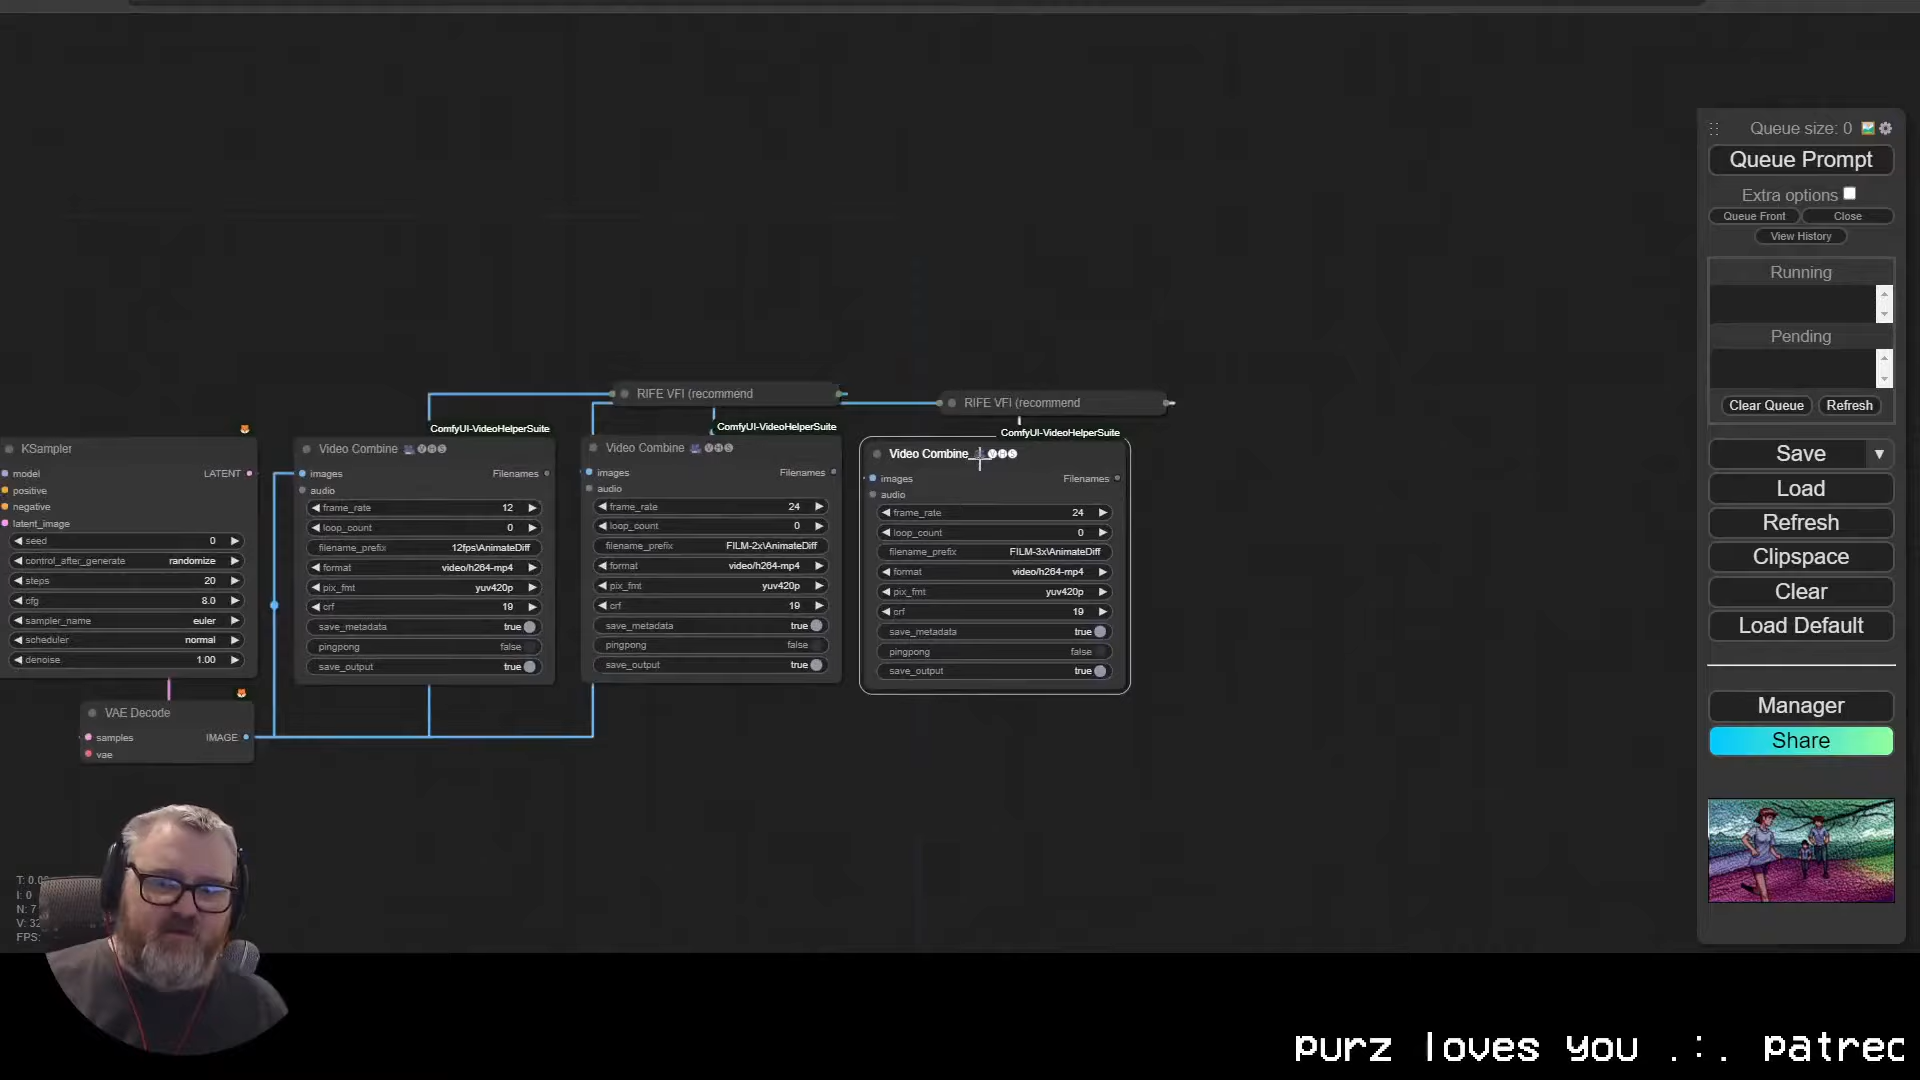 Queue size: 0
Queue Prompt
Extra options
Queue Front
Close
View History
Running
Pending
Clear Queue
Refresh
Save
Load
Refresh
Clipspace
Clear
Load Default
Manager
Share
RIFE VFI (recommend
RIFE VFI (recommend
ComfyUI-VideoHelperSuite
ComfyUI-VideoHelperSuite
ComfyUI-VideoHelperSuite
KSampler
model LATENT
positive
negative
latent_image
seed 0
control_after_generate randomize
steps 20
cfg 8.0
sampler_name euler
scheduler normal
denoise 1.00
VAE Decode
samples IMAGE
vae
Video Combine VHS
images Filenames
audio
frame_rate 12
loop_count 0
filename_prefix 12fps\AnimateDiff
format video/h264-mp4
pix_fmt yuv420p
crf 19
save_metadata true
pingpong false
save_output true
Video Combine VHS
images Filenames
audio
frame_rate 24
loop_count 0
filename_prefix FILM-2x\AnimateDiff
format video/h264-mp4
pix_fmt yuv420p
crf 19
save_metadata true
pingpong false
save_output true
Video Combine VHS
images Filenames
audio
frame_rate 24
loop_count 0
filename_prefix FILM-3x\AnimateDiff
format video/h264-mp4
pix_fmt yuv420p
crf 19
save_metadata true
pingpong false
save_output true
I: 0
FPS:
purz loves you .:. patrec